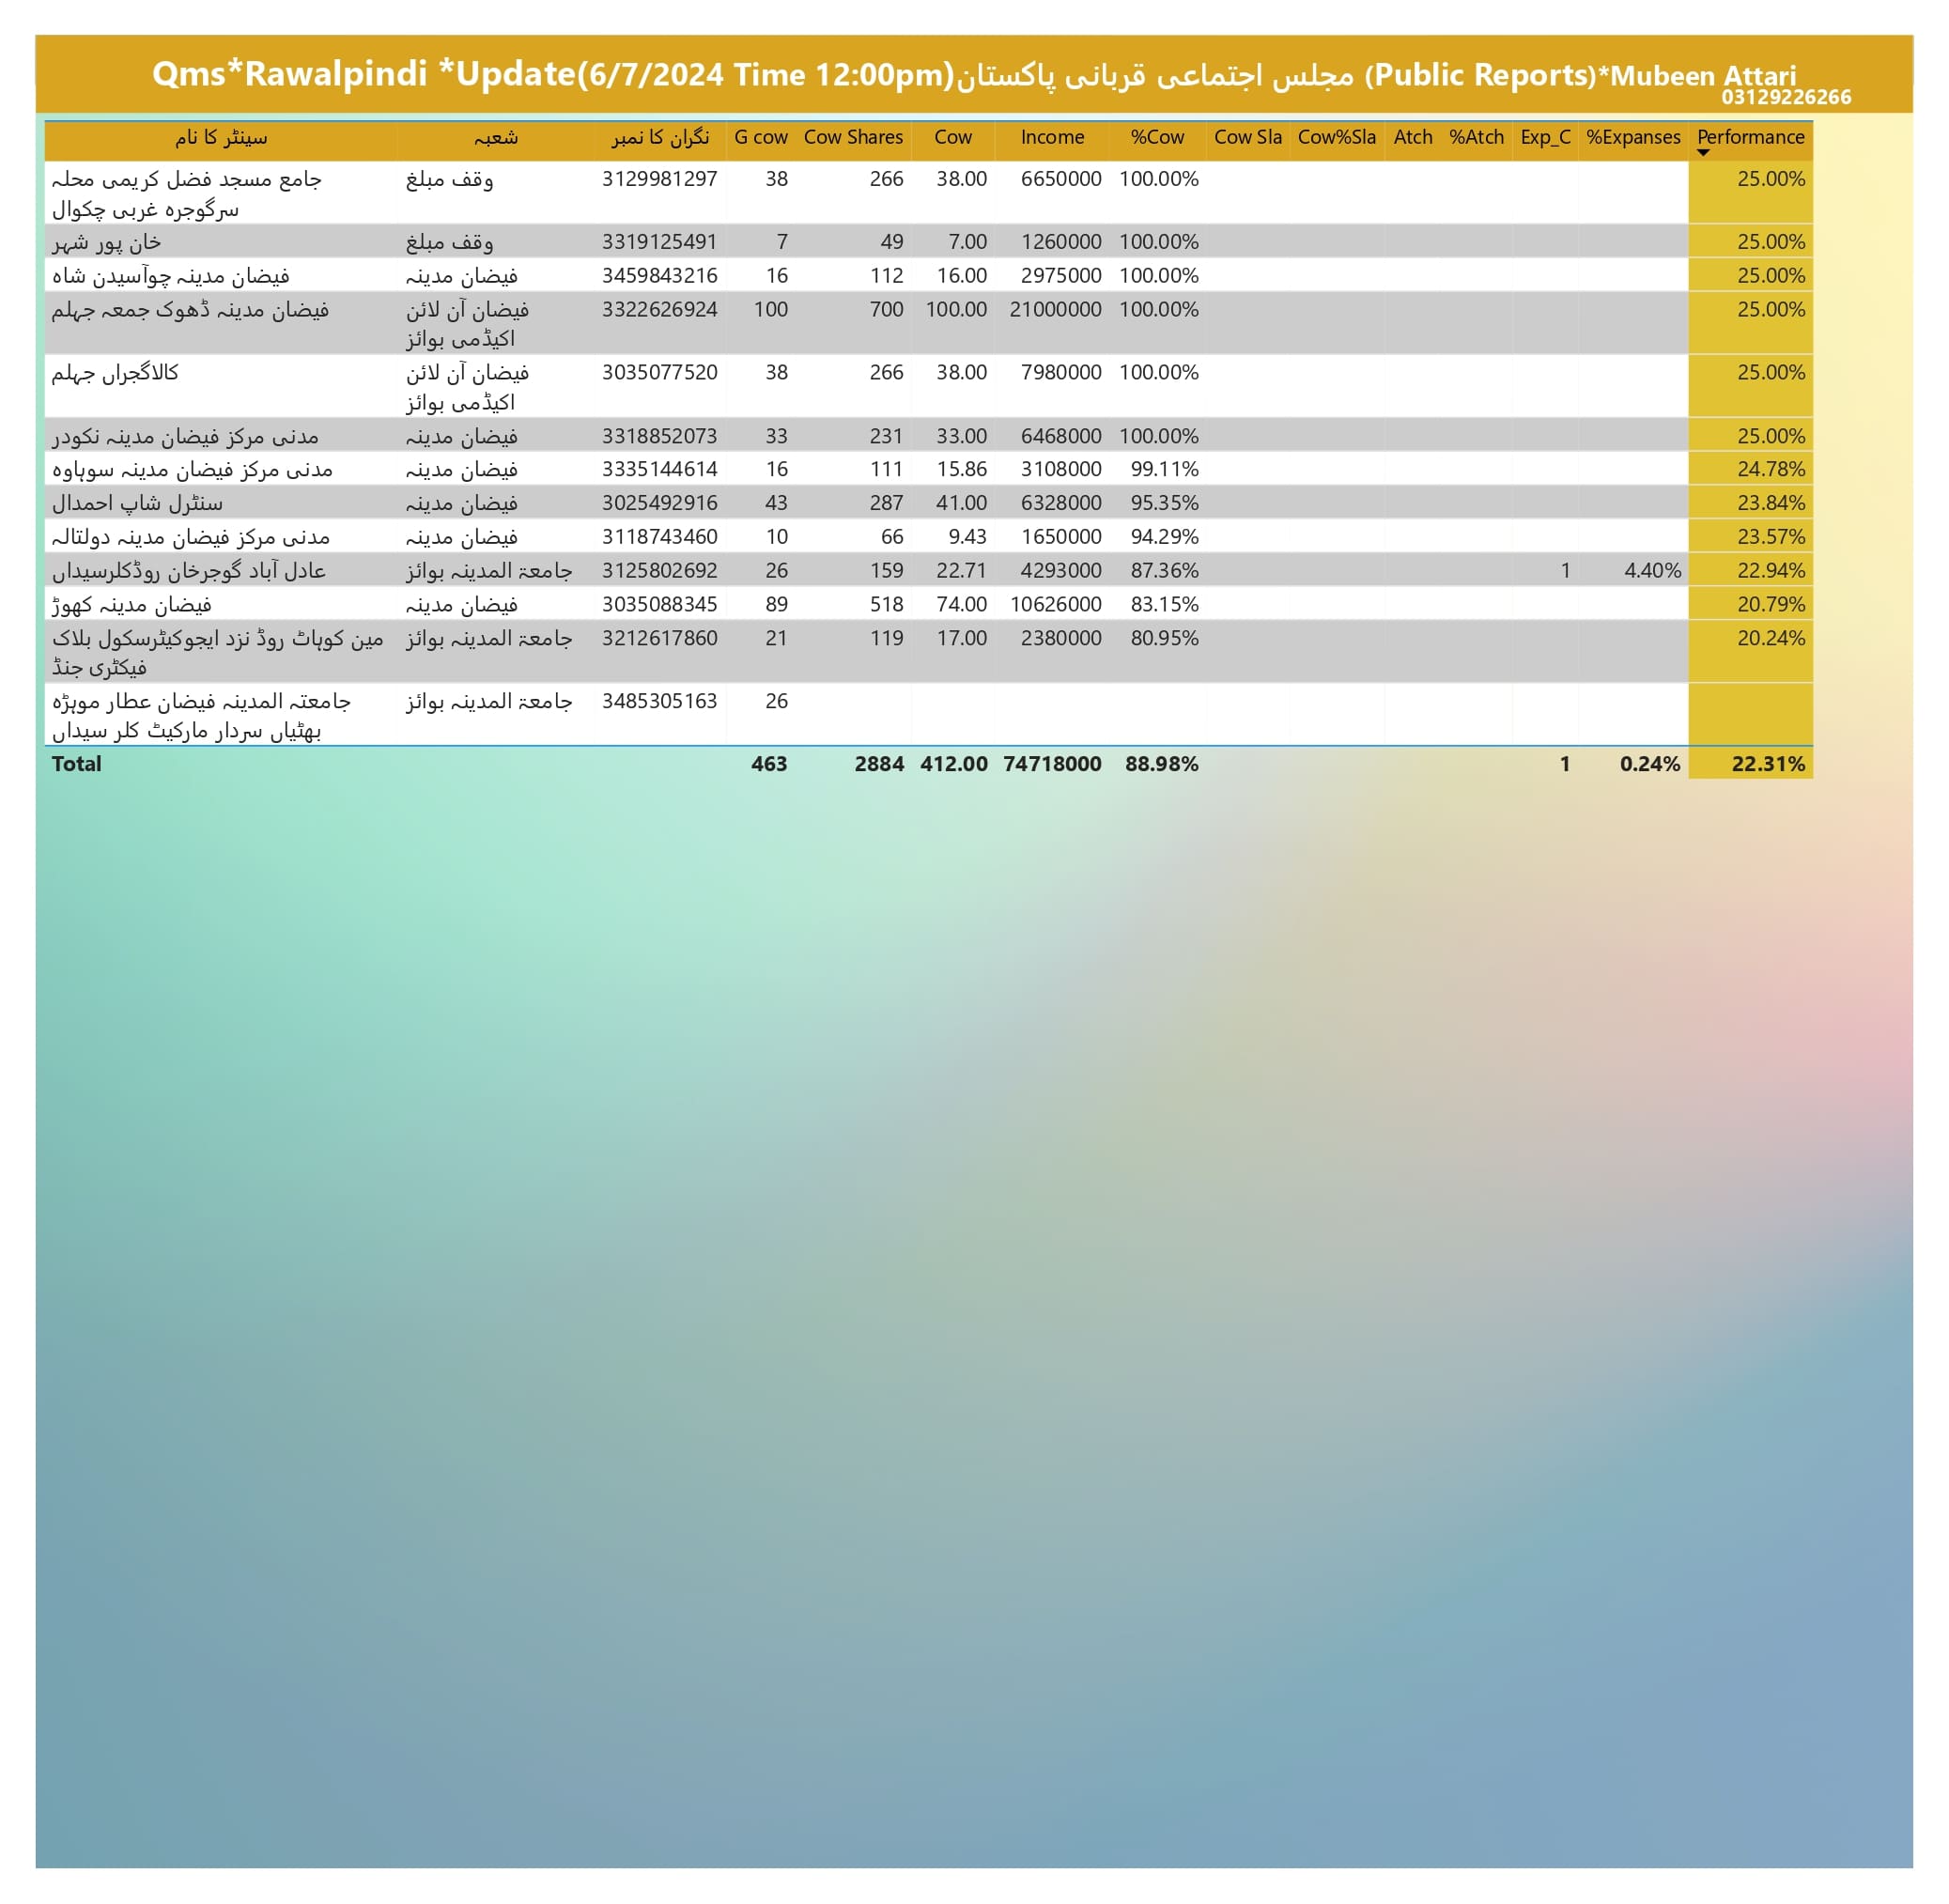 Qms*Rawalpindi *Update(6/7/2024 Time 12:00pm)مجلس اجتماعی قربانی پاکستان (Public Reports)*Mubeen Attari
03129226266
سینٹر کا نام شعبہ نگران کا نمبر G cow Cow Shares Cow Income %Cow Cow Sla Cow%Sla Atch %Atch Exp_C %Expanses Performance
جامع مسجد فضل کریمی محلہ وقف مبلغ 3129981297 38 266 38.00 6650000 100.00% 25.00%
سرگوجرہ غربی چکوال
خان پور شہر وقف مبلغ 3319125491 7 49 7.00 1260000 100.00% 25.00%
فیضان مدینہ چوآسیدن شاہ فیضان مدینہ 3459843216 16 112 16.00 2975000 100.00% 25.00%
فیضان مدینہ ڈھوک جمعہ جہلم فیضان آن لائن 3322626924 100 700 100.00 21000000 100.00% 25.00%
اکیڈمی بوائز
کالاگجراں جہلم فیضان آن لائن 3035077520 38 266 38.00 7980000 100.00% 25.00%
اکیڈمی بوائز
مدنی مرکز فیضان مدینہ نکودر فیضان مدینہ 3318852073 33 231 33.00 6468000 100.00% 25.00%
مدنی مرکز فیضان مدینہ سوہاوہ فیضان مدینہ 3335144614 16 111 15.86 3108000 99.11% 24.78%
سنٹرل شاپ احمدال فیضان مدینہ 3025492916 43 287 41.00 6328000 95.35% 23.84%
مدنی مرکز فیضان مدینہ دولتالہ فیضان مدینہ 3118743460 10 66 9.43 1650000 94.29% 23.57%
عادل آباد گوجرخان روڈکلرسیداں جامعۃ المدینہ بوائز 3125802692 26 159 22.71 4293000 87.36% 1 4.40% 22.94%
فیضان مدینہ کھوڑ فیضان مدینہ 3035088345 89 518 74.00 10626000 83.15% 20.79%
مین کوہاٹ روڈ نزد ایجوکیٹرسکول بلاک جامعۃ المدینہ بوائز 3212617860 21 119 17.00 2380000 80.95% 20.24%
فیکٹری جنڈ
جامعتہ المدینہ فیضان عطار موہڑہ جامعۃ المدینہ بوائز 3485305163 26
بھٹیاں سردار مارکیٹ کلر سیداں
Total 463 2884 412.00 74718000 88.98% 1 0.24% 22.31%